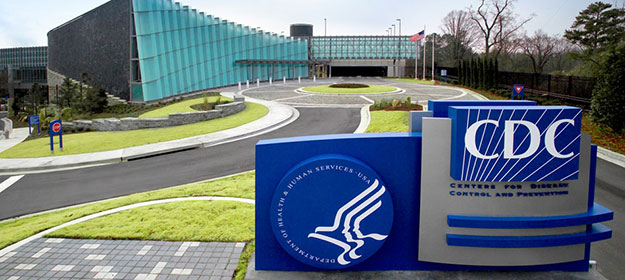 CDC
CENTERS FOR DISEASE
CONTROL AND PREVENTION
DEPARTMENT OF HEALTH & HUMAN SERVICES • USA